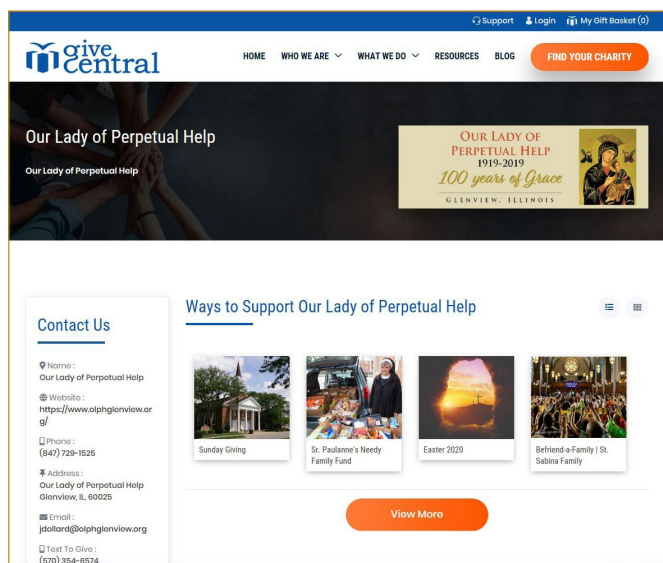 Support Login My Gift Basket (0)
give central
HOME WHO WE ARE WHAT WE DO RESOURCES BLOG FIND YOUR CHARITY
Our Lady of Perpetual Help
Our Lady of Perpetual Help
OUR LADY OF
PERPETUAL HELP
1919-2019
100 years of Grace
GLENVIEW, ILLINOIS
Contact Us
Name :
Our Lady of Perpetual Help
Website :
https://www.olphglenview.or
g/
Phone :
(847) 729-1525
Address :
Our Lady of Perpetual Help
Glenview, IL, 60025
Email :
jdollard@olphglenview.org
Text To Give :
(570) 354-6574
Ways to Support Our Lady of Perpetual Help
Sunday Giving
Sr. Paulanne's Needy
Family Fund
Easter 2020
Befriend-a-Family | St.
Sabina Family
View More